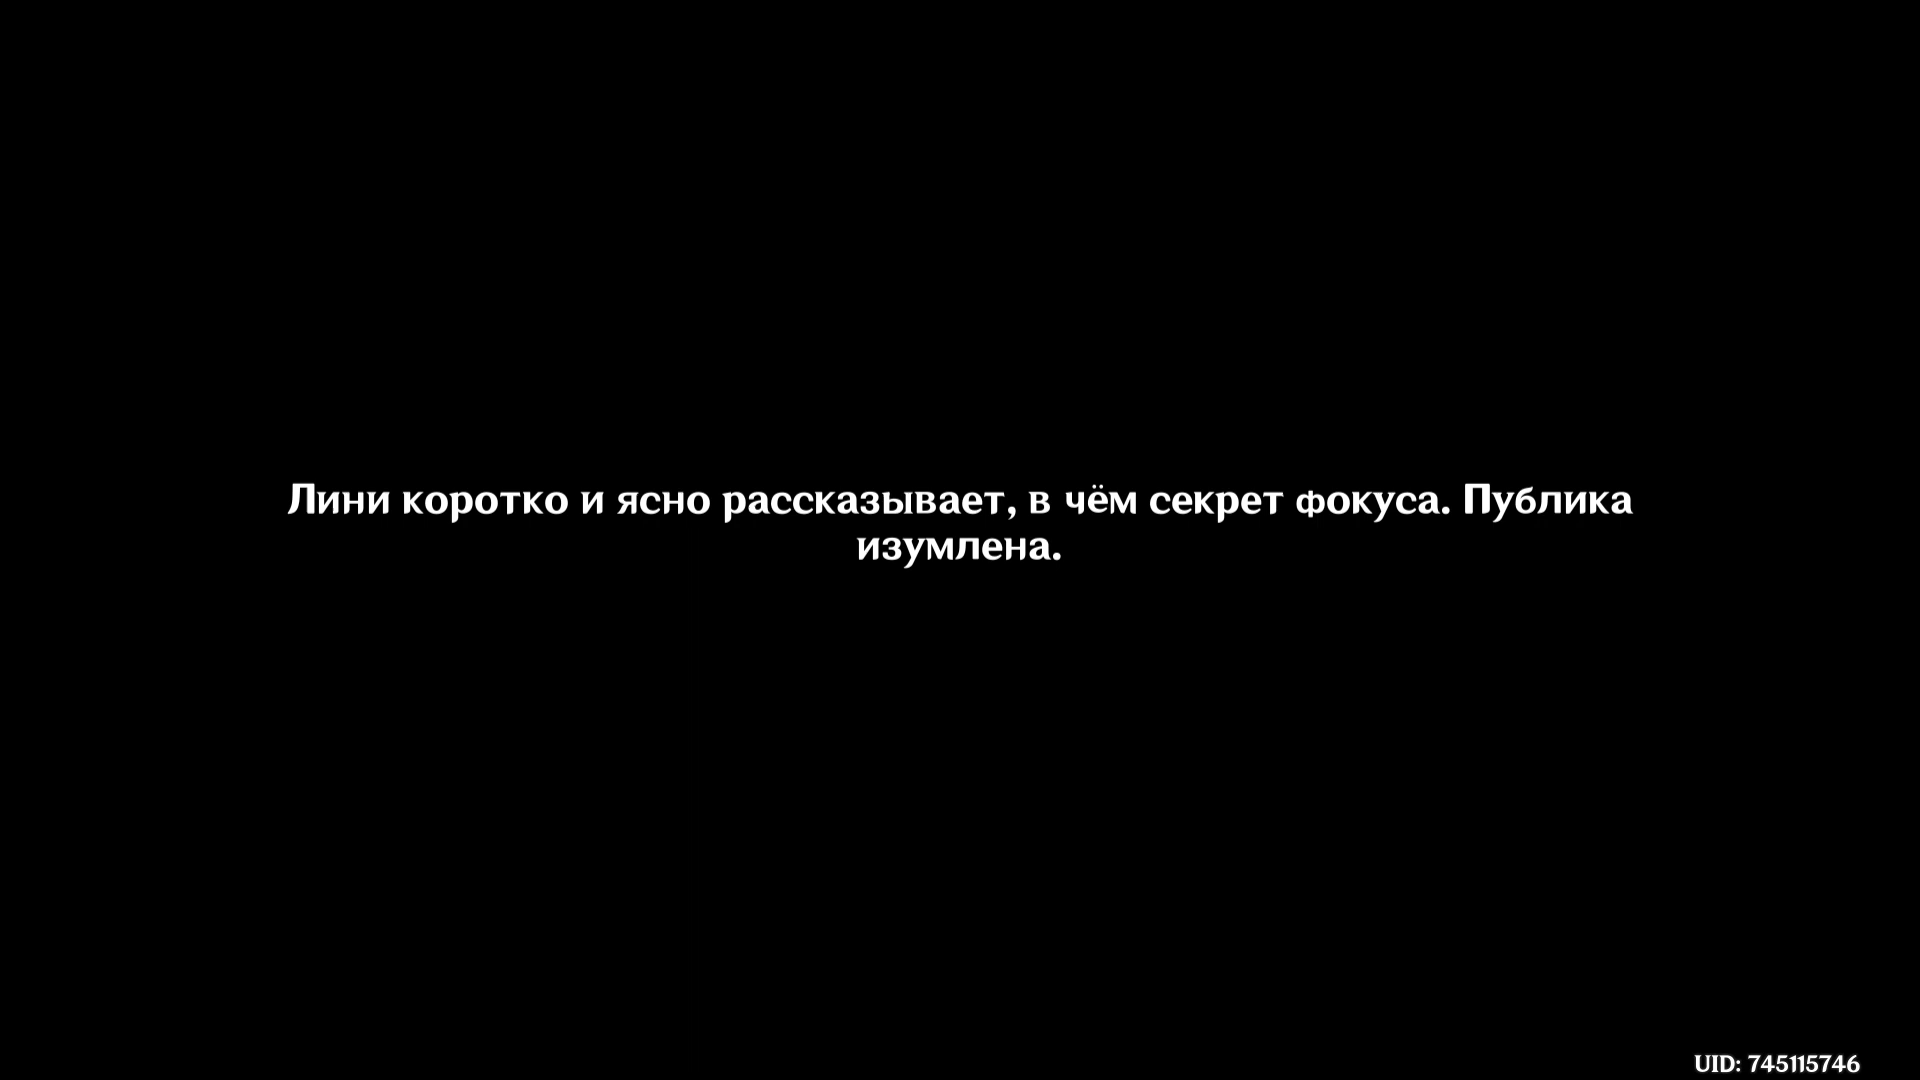 Лини коротко и ясно рассказывает, в чём секрет фокуса. Публика
изумлена.
UID: 745115746